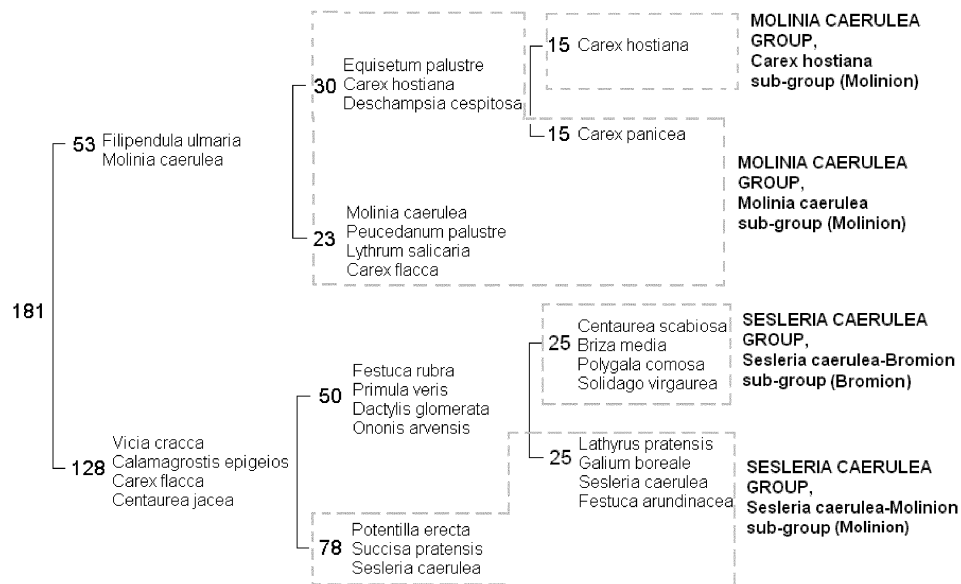 181
53 Filipendula ulmaria
Molinia caerulea
30 Equisetum palustre
Carex hostiana
Deschampsia cespitosa
15 Carex hostiana
MOLINIA CAERULEA
GROUP,
Carex hostiana
sub-group (Molinion)
15 Carex panicea
23 Molinia caerulea
Peucedanum palustre
Lythrum salicaria
Carex flacca
MOLINIA CAERULEA
GROUP,
Molinia caerulea
sub-group (Molinion)
128 Vicia cracca
Calamagrostis epigeios
Carex flacca
Centaurea jacea
50 Festuca rubra
Primula veris
Dactylis glomerata
Ononis arvensis
25 Centaurea scabiosa
Briza media
Polygala comosa
Solidago virgaurea
SESLERIA CAERULEA
GROUP,
Sesleria caerulea-Bromion
sub-group (Bromion)
25 Lathyrus pratensis
Galium boreale
Sesleria caerulea
Festuca arundinacea
78 Potentilla erecta
Succisa pratensis
Sesleria caerulea
SESLERIA CAERULEA
GROUP,
Sesleria caerulea-Molinion
sub-group (Molinion)